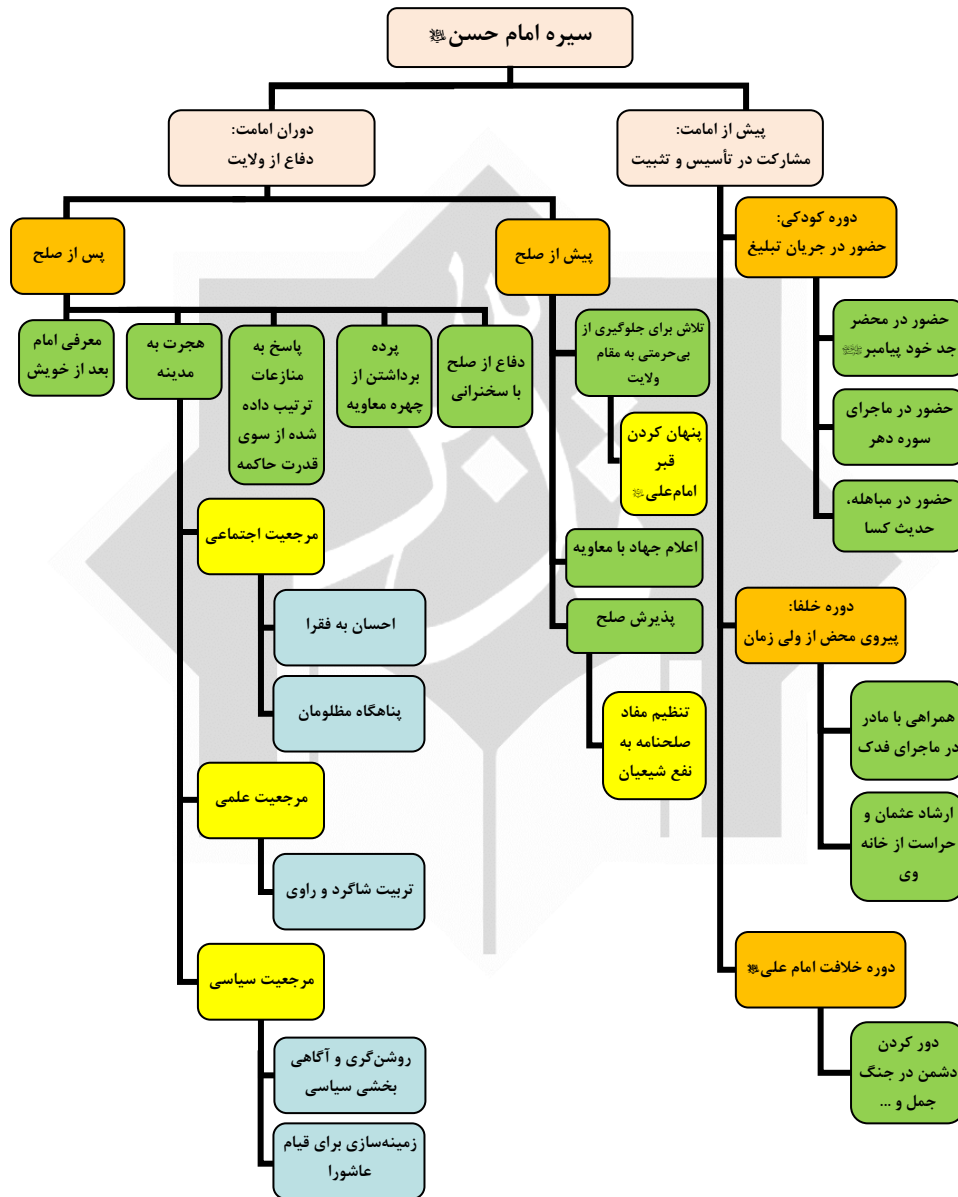 سیره امام حسن
پیش از امامت:
مشارکت در تأسیس و تثبیت
دوره کودکی:
حضور در جریان تبلیغ
حضور در محضر
جد خود پیامبر
حضور در ماجرای
سوره دهر
حضور در مباهله،
حدیث کسا
دوره خلفا:
پیروی محض از ولی زمان
همراهی با مادر
در ماجرای فدک
ارشاد عثمان و
حراست از خانه
وی
دوره خلافت امام علی
دور کردن
دشمن در جنگ
جمل و ...
دوران امامت:
دفاع از ولایت
پیش از صلح
تلاش برای جلوگیری از
بی‌حرمتی به مقام
ولایت
پنهان کردن
قبر
امام‌علی
اعلام جهاد با معاویه
پذیرش صلح
تنظیم مفاد
صلحنامه به
نفع شیعیان
پس از صلح
دفاع از صلح
با سخنرانی
پرده
برداشتن از
چهره معاویه
پاسخ به
منازعات
ترتیب داده
شده از سوی
قدرت حاکمه
هجرت به
مدینه
مرجعیت اجتماعی
احسان به فقرا
پناهگاه مظلومان
مرجعیت علمی
تربیت شاگرد و راوی
مرجعیت سیاسی
روشن‌گری و آگاهی
بخشی سیاسی
زمینه‌سازی برای قیام
عاشورا
معرفی امام
بعد از خویش